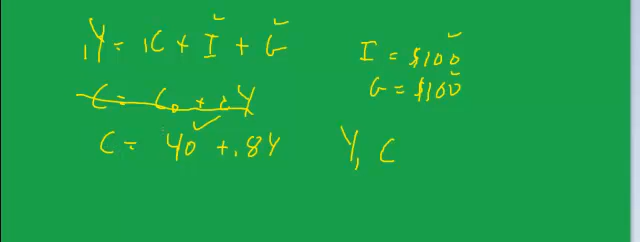 Y = C + I + G
I = $100
G = $100
C = C₀ + cY
C = 40 + .8Y
Y, C